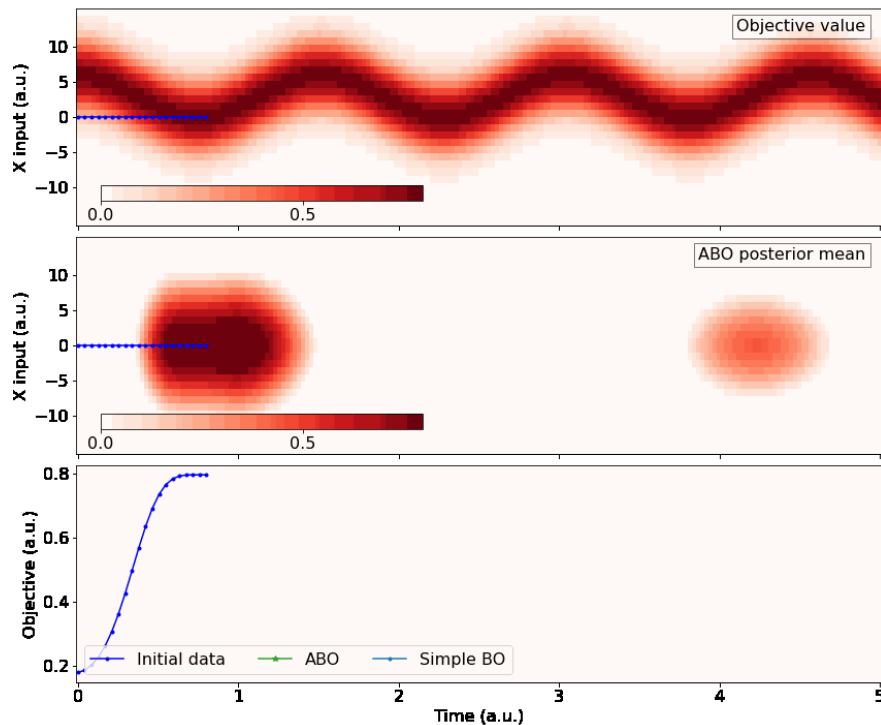 Objective value
X input (a.u.)
10
5
0
−5
−10
0.0
0.5
ABO posterior mean
X input (a.u.)
10
5
0
−5
−10
0.0
0.5
Objective (a.u.)
0.8
0.6
0.4
0.2
Initial data
ABO
Simple BO
0
1
2
3
4
5
Time (a.u.)